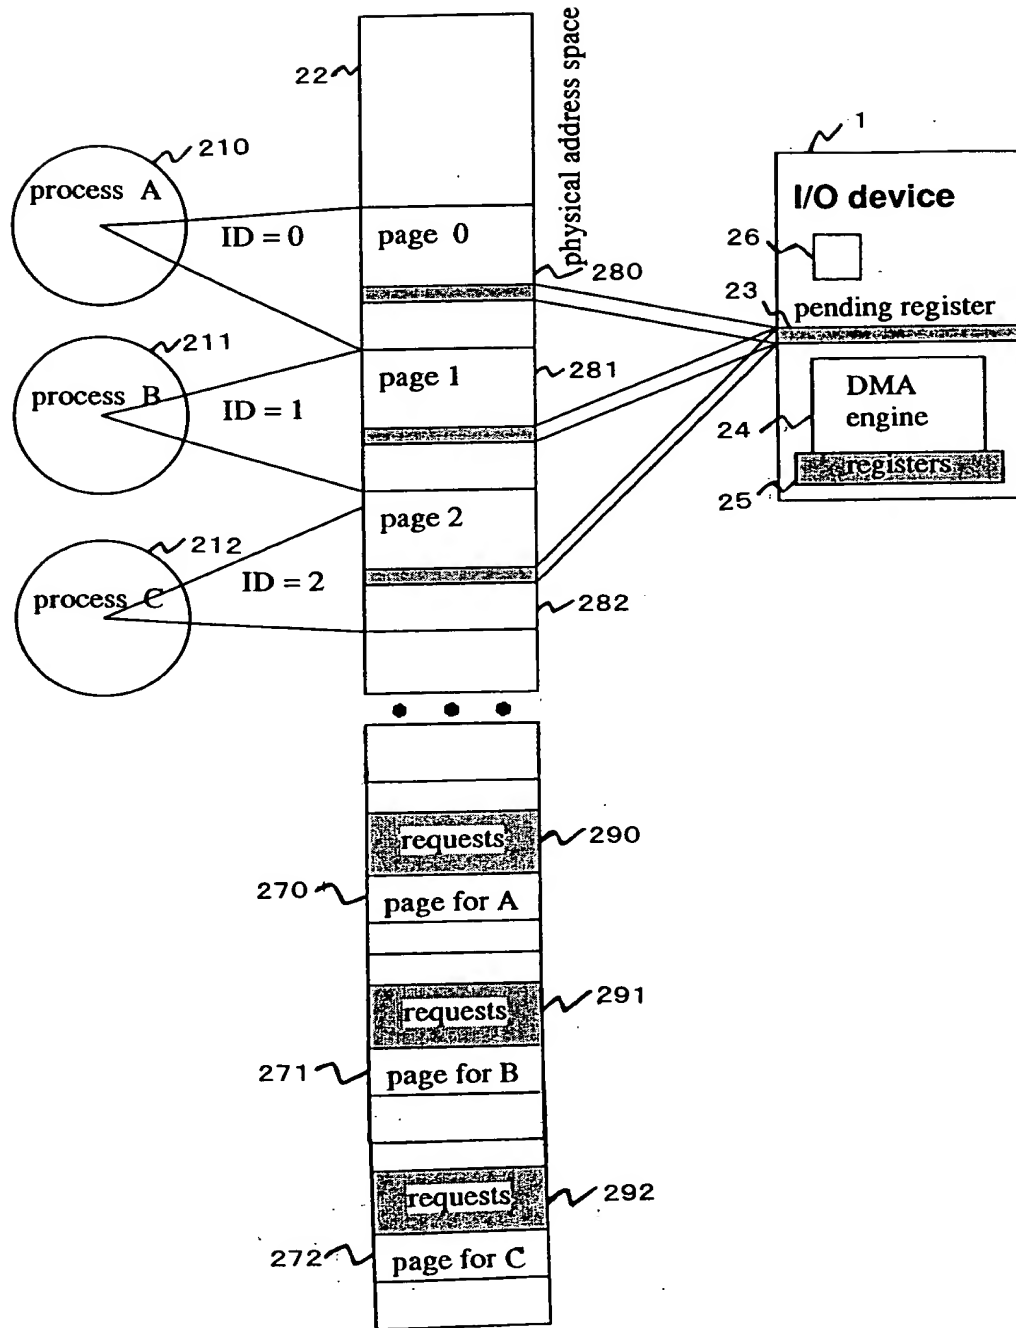 22
physical address space
1
210
process A
ID = 0
page 0
280
I/O device
26
23
pending register
211
process B
ID = 1
page 1
281
DMA
engine
24
registers
25
212
process C
ID = 2
page 2
282
requests
290
270
page for A
requests
291
271
page for B
requests
292
272
page for C